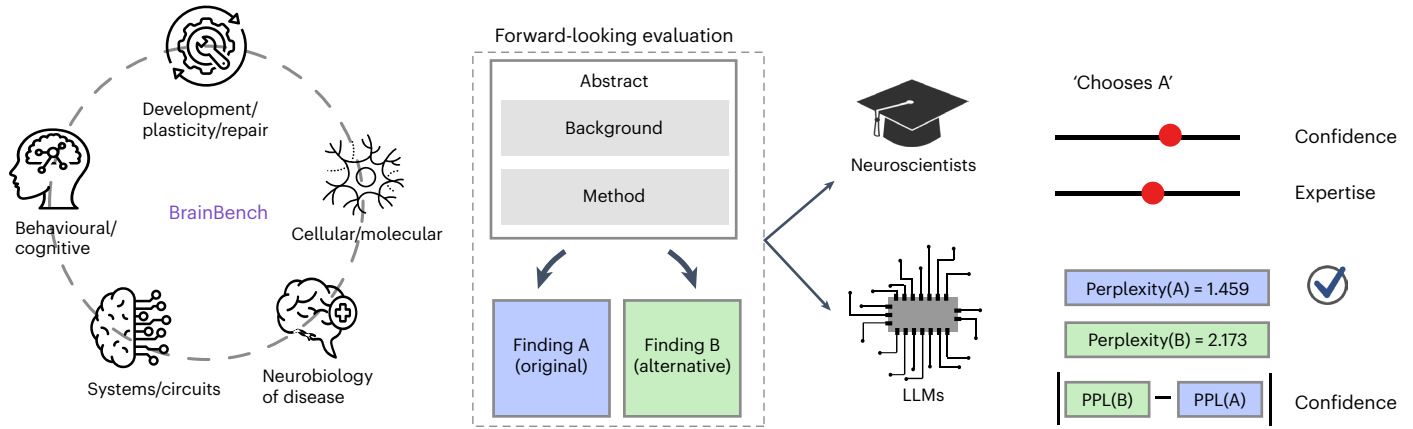 Development/
plasticity/repair
BrainBench
Behavioural/
cognitive
Cellular/molecular
Systems/circuits
Neurobiology
of disease
Forward-looking evaluation
Abstract
Background
Method
Finding A
(original)
Finding B
(alternative)
Neuroscientists
LLMs
‘Chooses A’
Confidence
Expertise
Perplexity(A) = 1.459
Perplexity(B) = 2.173
|PPL(B) – PPL(A)| Confidence